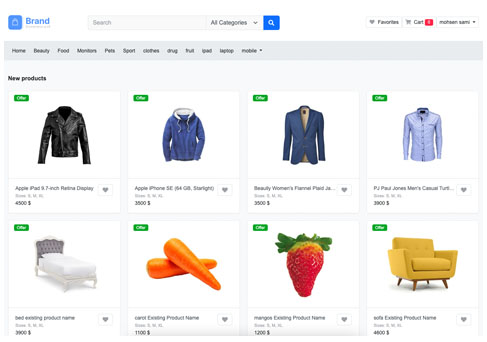 Brand
Search
All Categories
Favorites
Cart
mohsen sami
Home Beauty Food Monitors Pets Sport clothes drug fruit ipad laptop mobile
New products
Offer Offer Offer Offer
Apple iPad 9.7-inch Retina Display
Sizes: S, M, XL
4500 $
Apple iPhone SE (64 GB, Starlight)
Sizes: S, M, XL
3500 $
Beauty Women's Flannel Plaid Ja...
Sizes: S, M, XL
3500 $
PJ Paul Jones Men's Casual Turtl...
Sizes: S, M, XL
3900 $
Offer Offer Offer Offer
bed existing product name
Sizes: S, M, XL
3900 $
carot Existing Product Name
Sizes: S, M, XL
1100 $
mangos Existing Product Name
Sizes: S, M, XL
1200 $
sofa Existing Product Name
Sizes: S, M, XL
4600 $